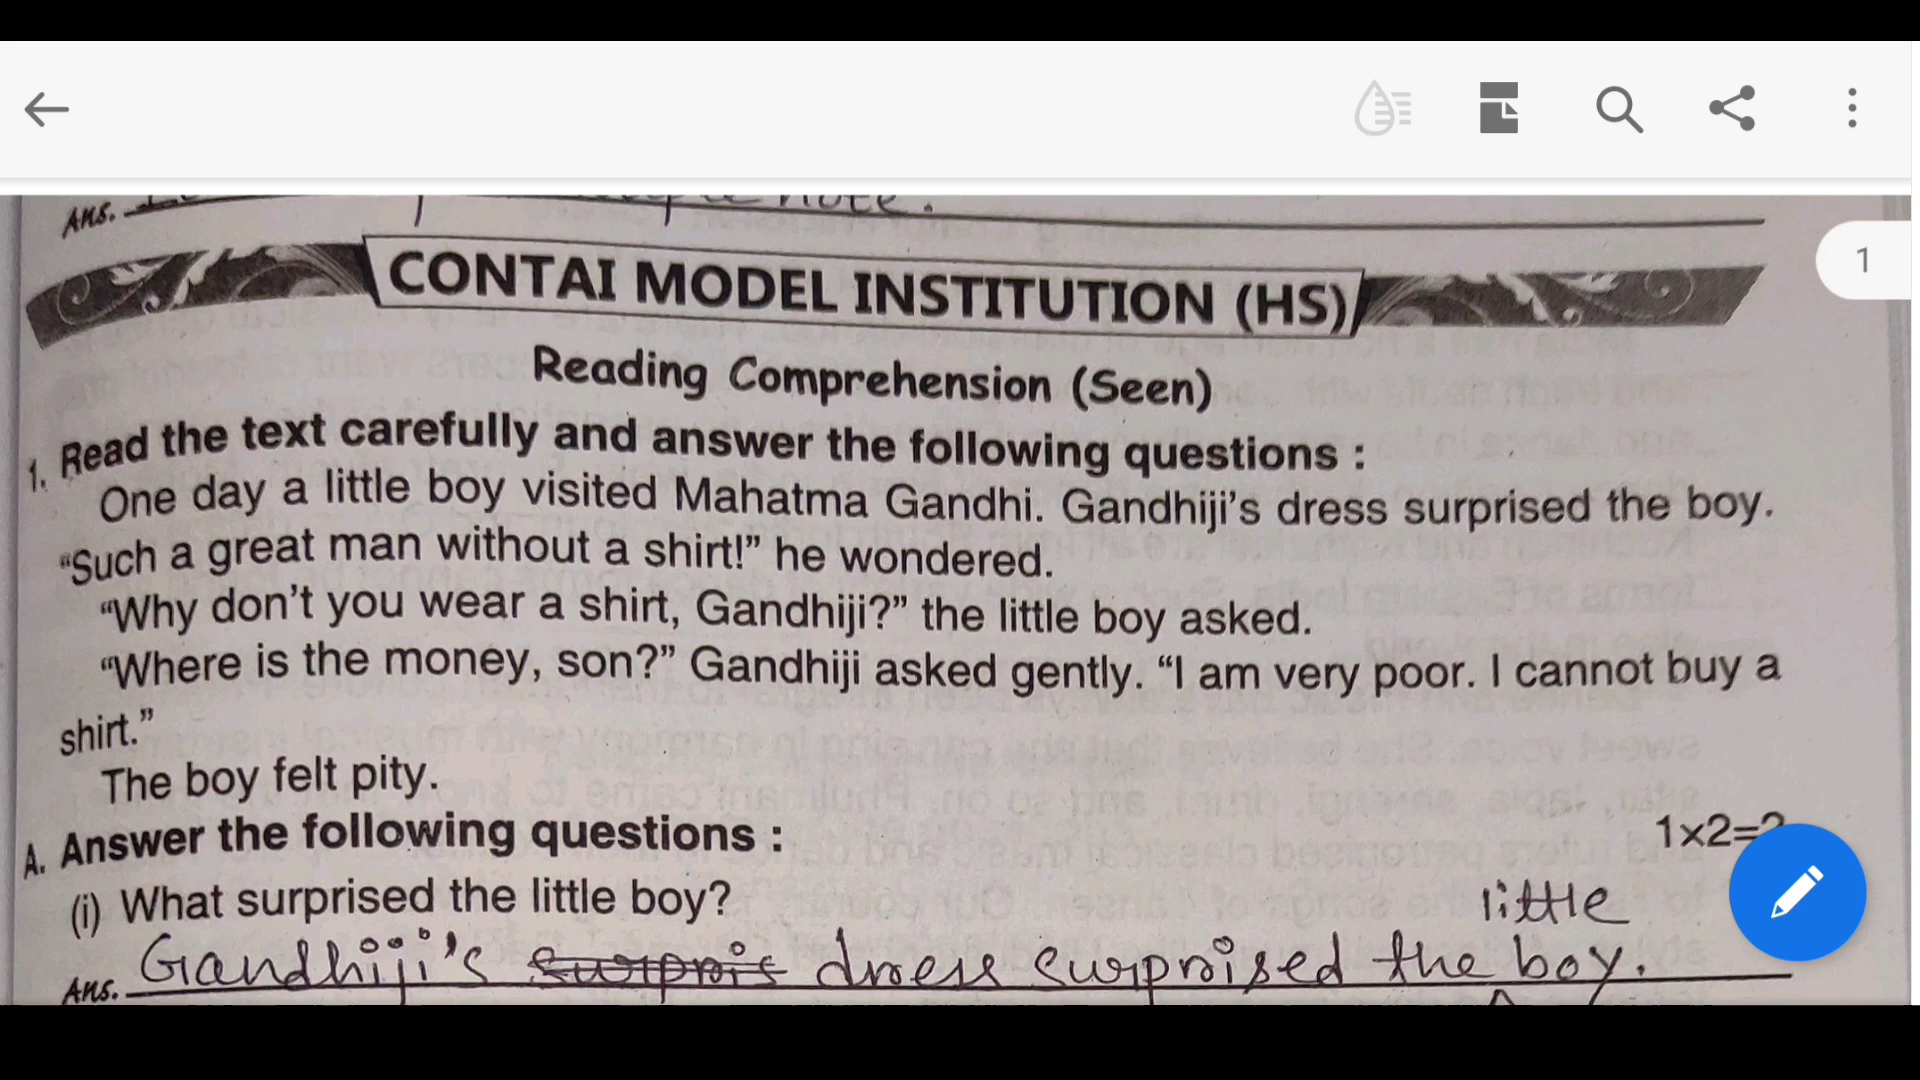 1
Ans.
note.
CONTAI MODEL INSTITUTION (HS)
Reading Comprehension (Seen)
1. Read the text carefully and answer the following questions :
One day a little boy visited Mahatma Gandhi. Gandhiji's dress surprised the boy.
“Such a great man without a shirt!” he wondered.
“Why don't you wear a shirt, Gandhiji?” the little boy asked.
“Where is the money, son?” Gandhiji asked gently. “I am very poor. I cannot buy a
shirt.”
The boy felt pity.
A. Answer the following questions :
1x2=2
(i) What surprised the little boy?
little
Ans. Gandhiji's surpris dress surprised the boy.